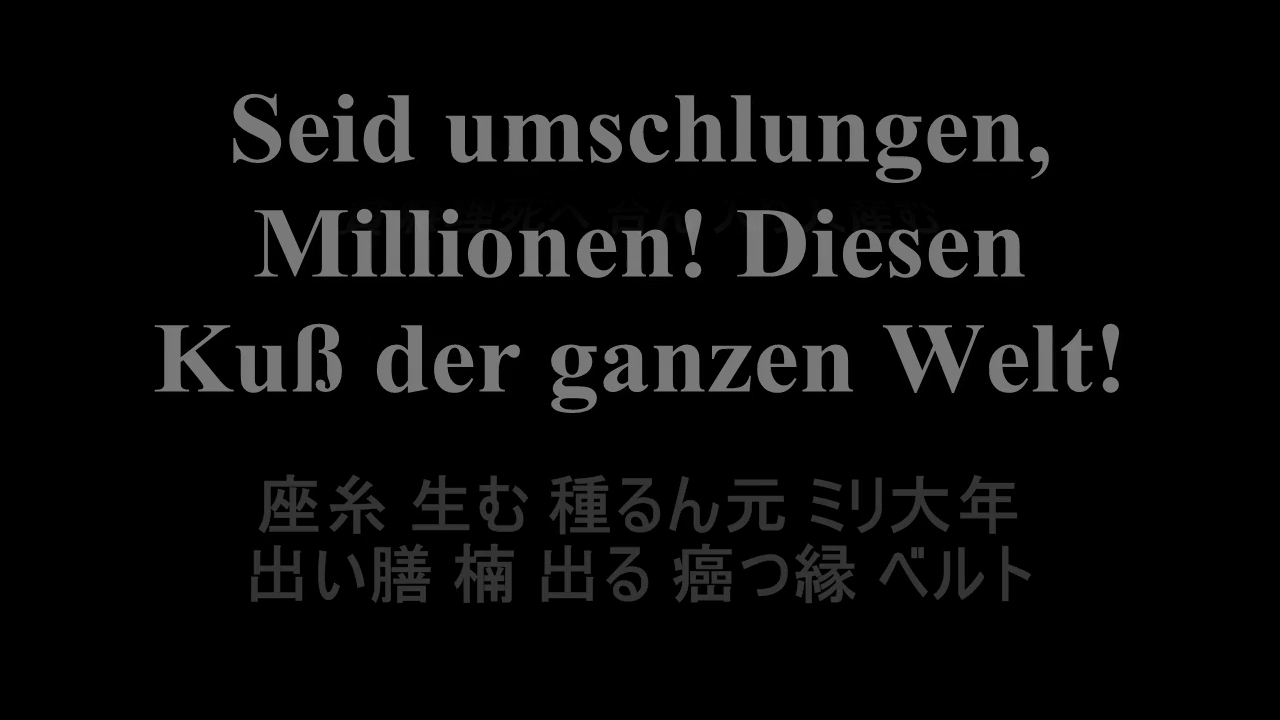 Seid umschlungen,
Millionen! Diesen
Kuß der ganzen Welt!
座糸 生む 種るん元 ミリ大年
出い膳 楠 出る 癌つ縁 ベルト